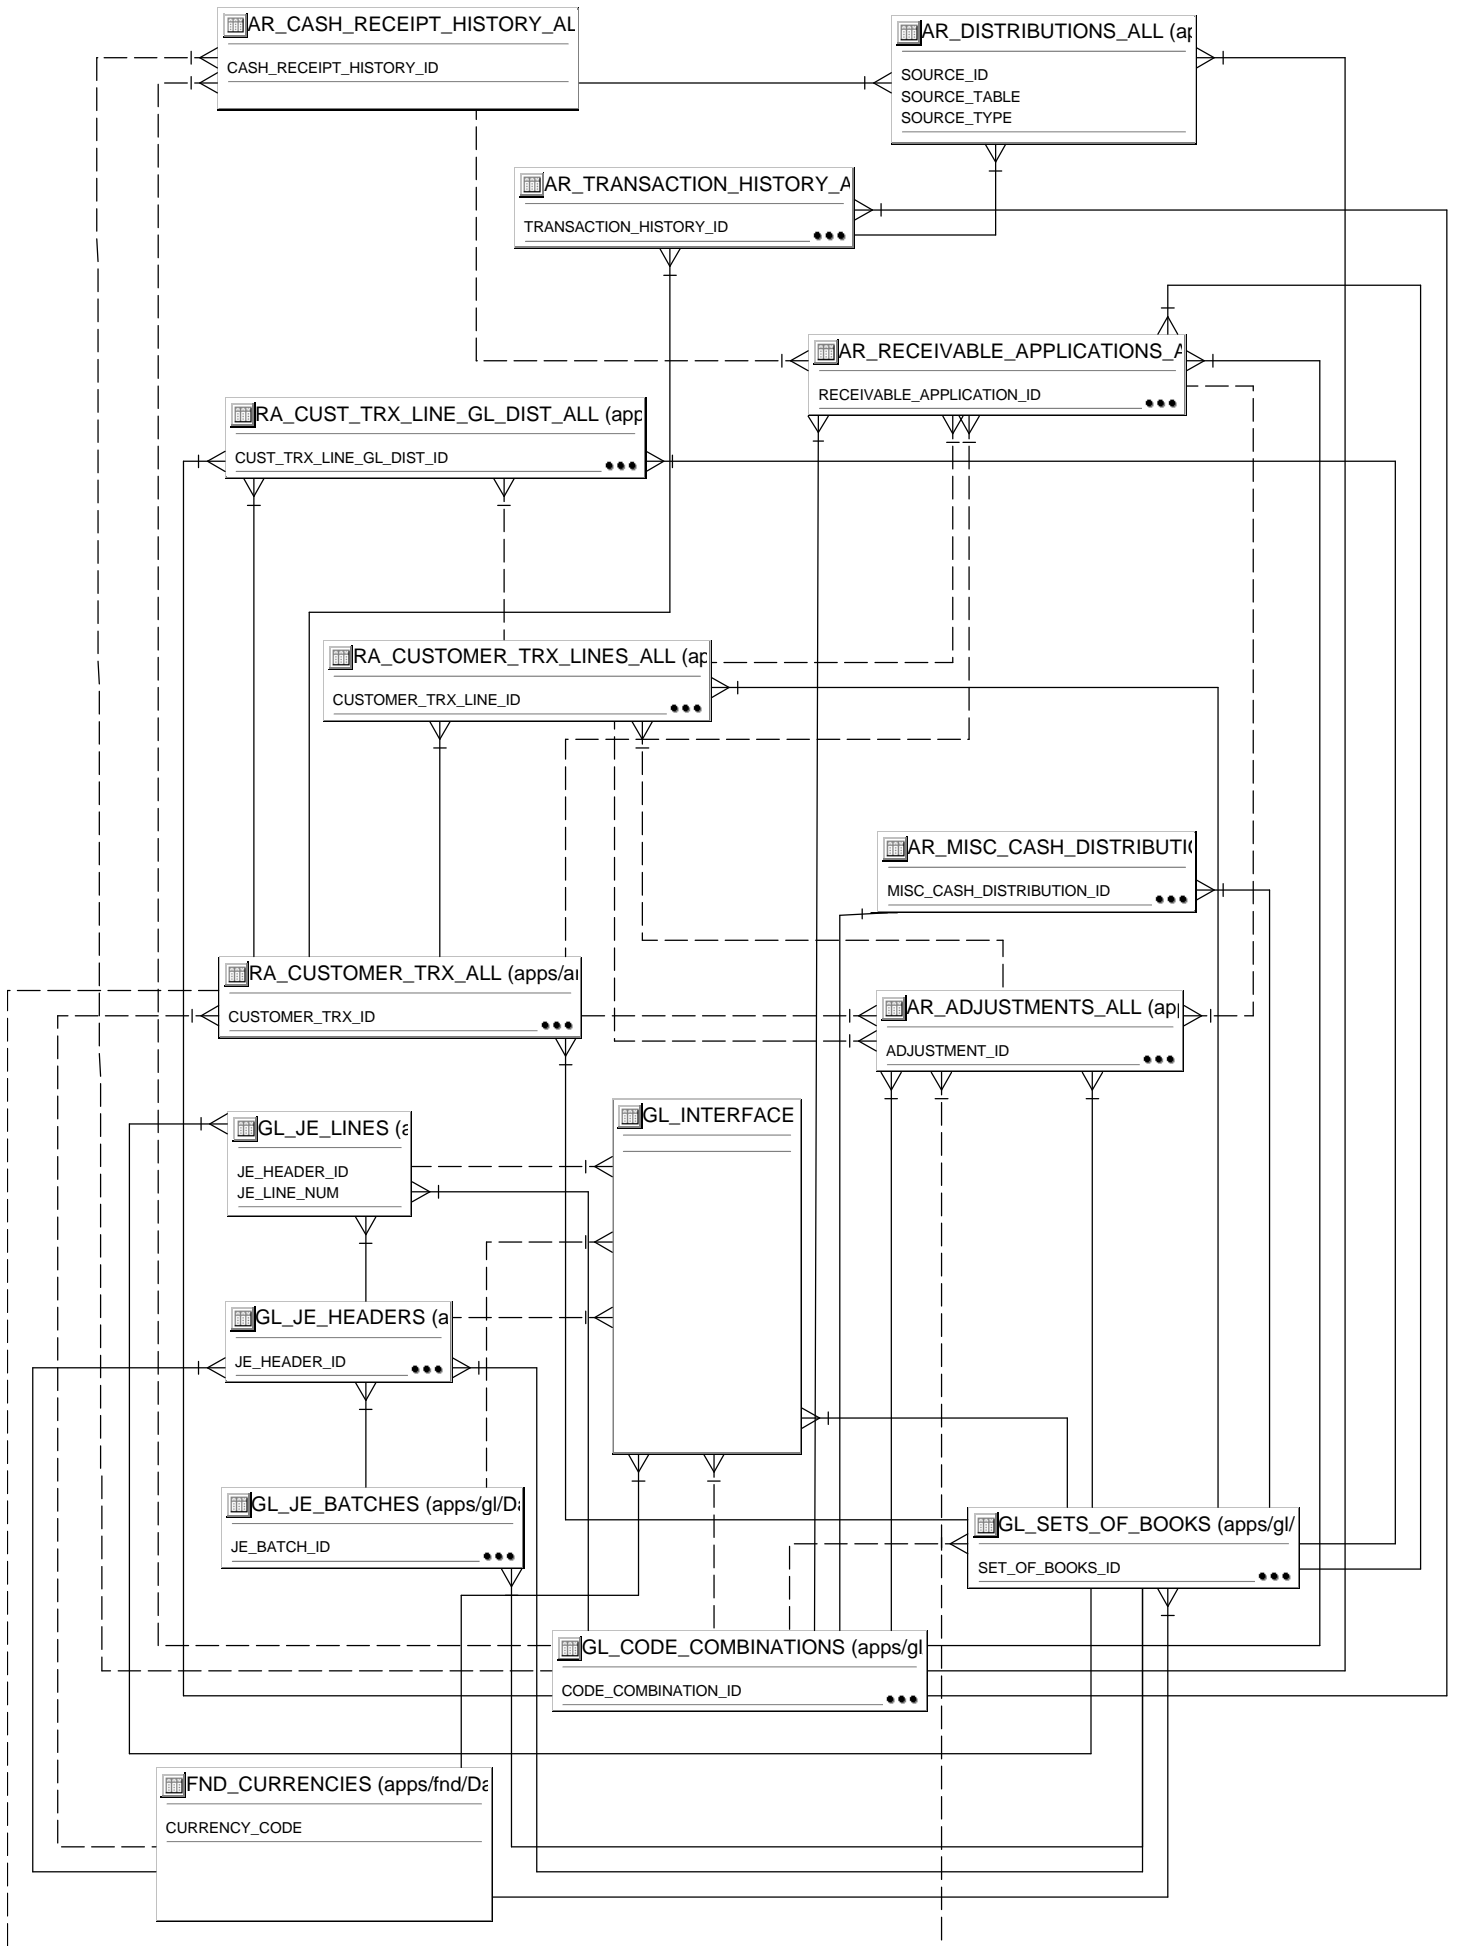 AR_CASH_RECEIPT_HISTORY_AL
CASH_RECEIPT_HISTORY_ID
AR_DISTRIBUTIONS_ALL (ap
SOURCE_ID
SOURCE_TABLE
SOURCE_TYPE
AR_TRANSACTION_HISTORY_A
TRANSACTION_HISTORY_ID
AR_RECEIVABLE_APPLICATIONS_A
RECEIVABLE_APPLICATION_ID
RA_CUST_TRX_LINE_GL_DIST_ALL (app
CUST_TRX_LINE_GL_DIST_ID
RA_CUSTOMER_TRX_LINES_ALL (ap
CUSTOMER_TRX_LINE_ID
AR_MISC_CASH_DISTRIBUTIO
MISC_CASH_DISTRIBUTION_ID
RA_CUSTOMER_TRX_ALL (apps/ar
CUSTOMER_TRX_ID
AR_ADJUSTMENTS_ALL (app
ADJUSTMENT_ID
GL_JE_LINES (a
JE_HEADER_ID
JE_LINE_NUM
GL_INTERFACE
GL_JE_HEADERS (a
JE_HEADER_ID
GL_JE_BATCHES (apps/gl/Da
JE_BATCH_ID
GL_SETS_OF_BOOKS (apps/gl/
SET_OF_BOOKS_ID
GL_CODE_COMBINATIONS (apps/gl
CODE_COMBINATION_ID
FND_CURRENCIES (apps/fnd/Da
CURRENCY_CODE